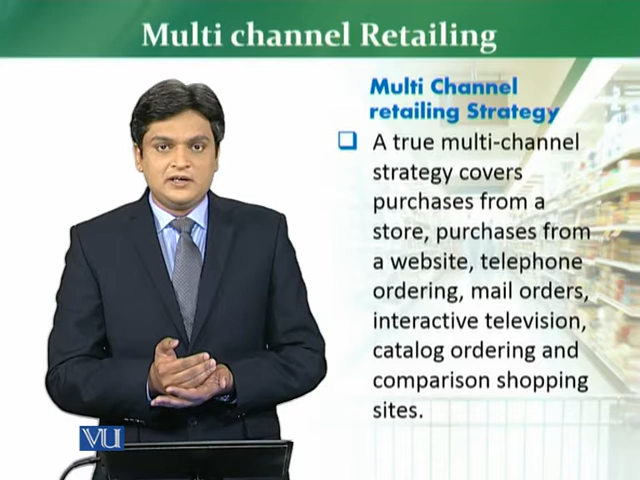 Multi channel Retailing
Multi Channel
retailing Strategy
❑ A true multi-channel
strategy covers
purchases from a
store, purchases from
a website, telephone
ordering, mail orders,
interactive television,
catalog ordering and
comparison shopping
sites.
VU